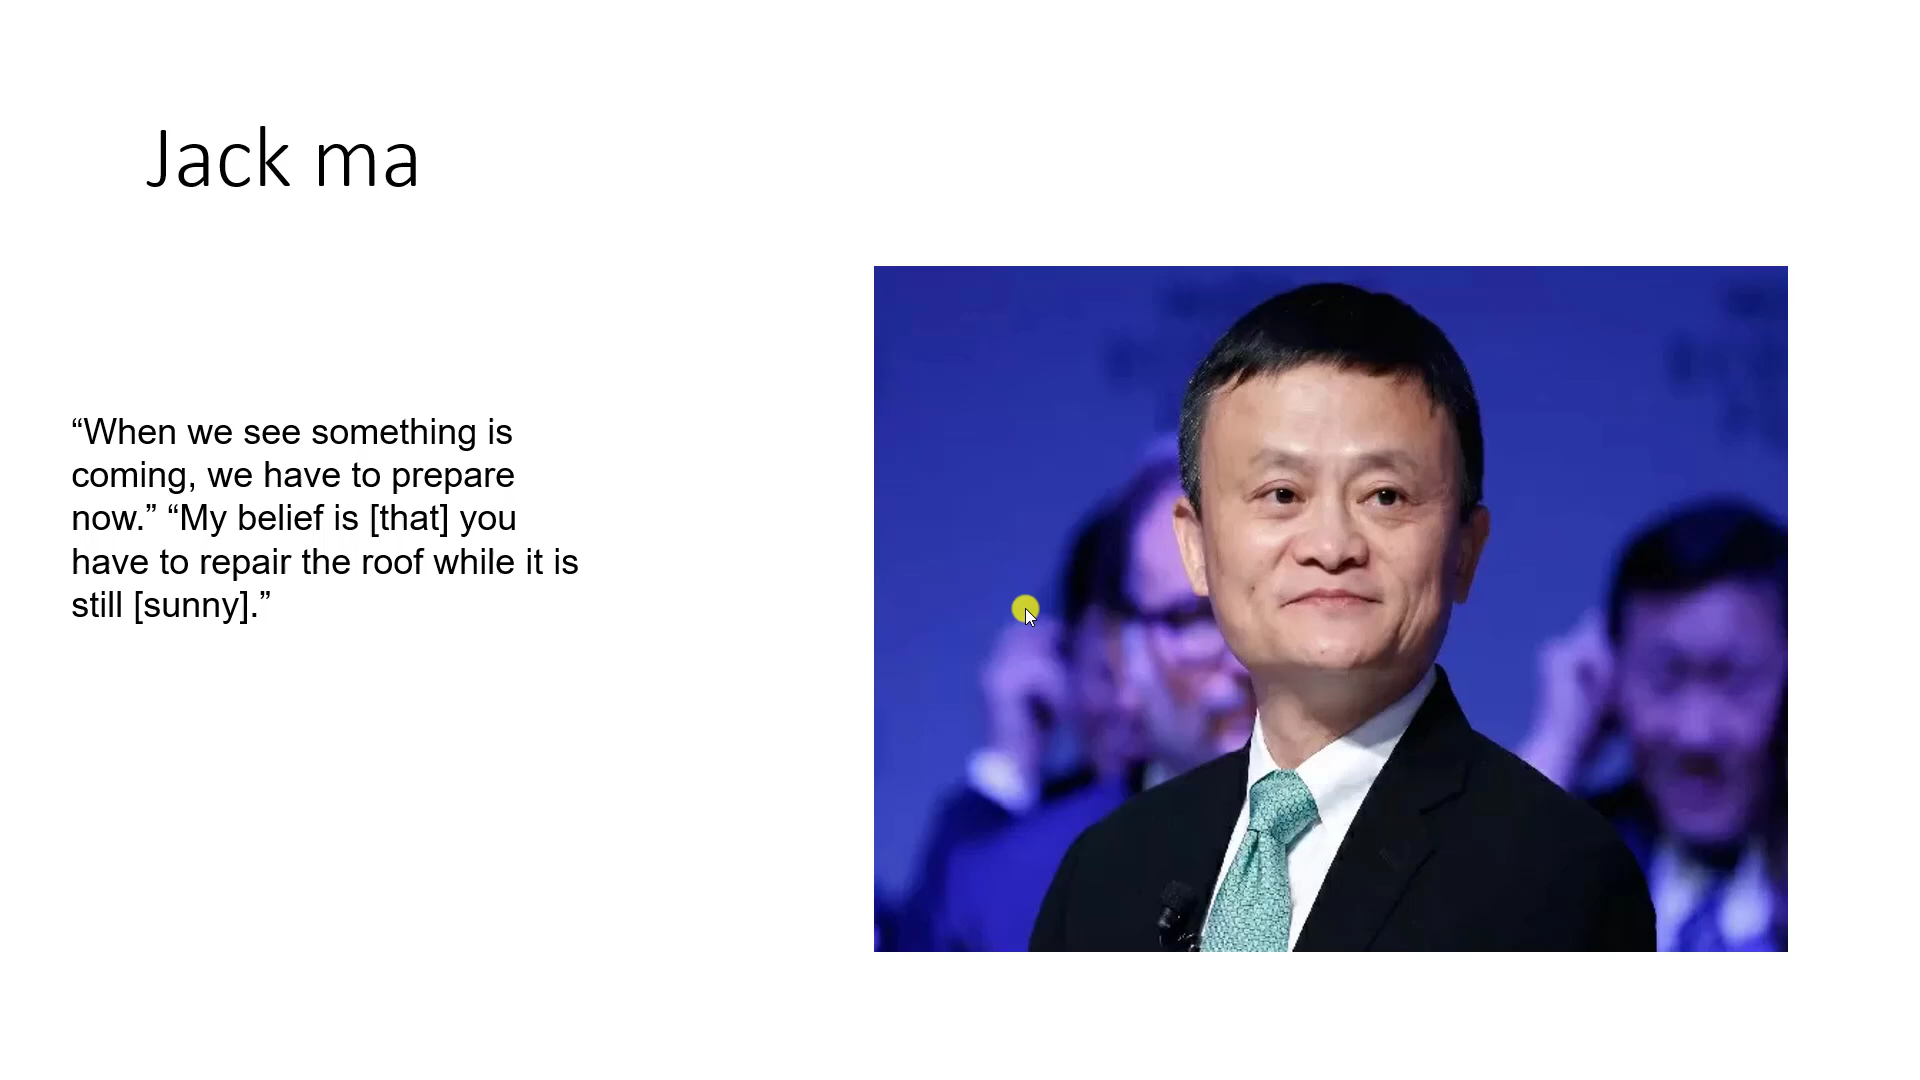 Jack ma
“When we see something is
coming, we have to prepare
now.” “My belief is [that] you
have to repair the roof while it is
still [sunny].”